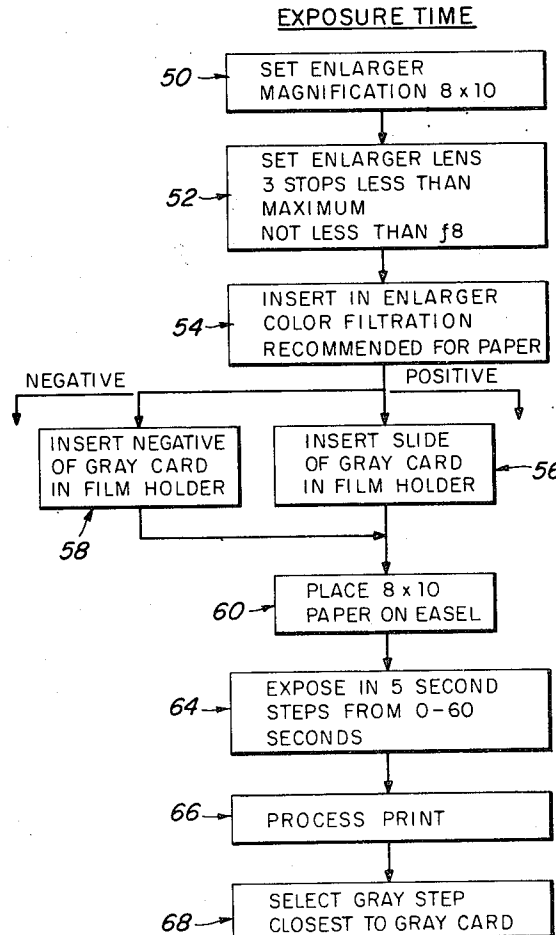 EXPOSURE TIME
50
SET ENLARGER
MAGNIFICATION 8 x 10
52
SET ENLARGER LENS
3 STOPS LESS THAN
MAXIMUM
NOT LESS THAN ƒ8
54
INSERT IN ENLARGER
COLOR FILTRATION
RECOMMENDED FOR PAPER
NEGATIVE
POSITIVE
INSERT NEGATIVE
OF GRAY CARD
IN FILM HOLDER
58
INSERT SLIDE
OF GRAY CARD
IN FILM HOLDER
56
60
PLACE 8 x 10
PAPER ON EASEL
64
EXPOSE IN 5 SECOND
STEPS FROM 0-60
SECONDS
66
PROCESS PRINT
68
SELECT GRAY STEP
CLOSEST TO GRAY CARD